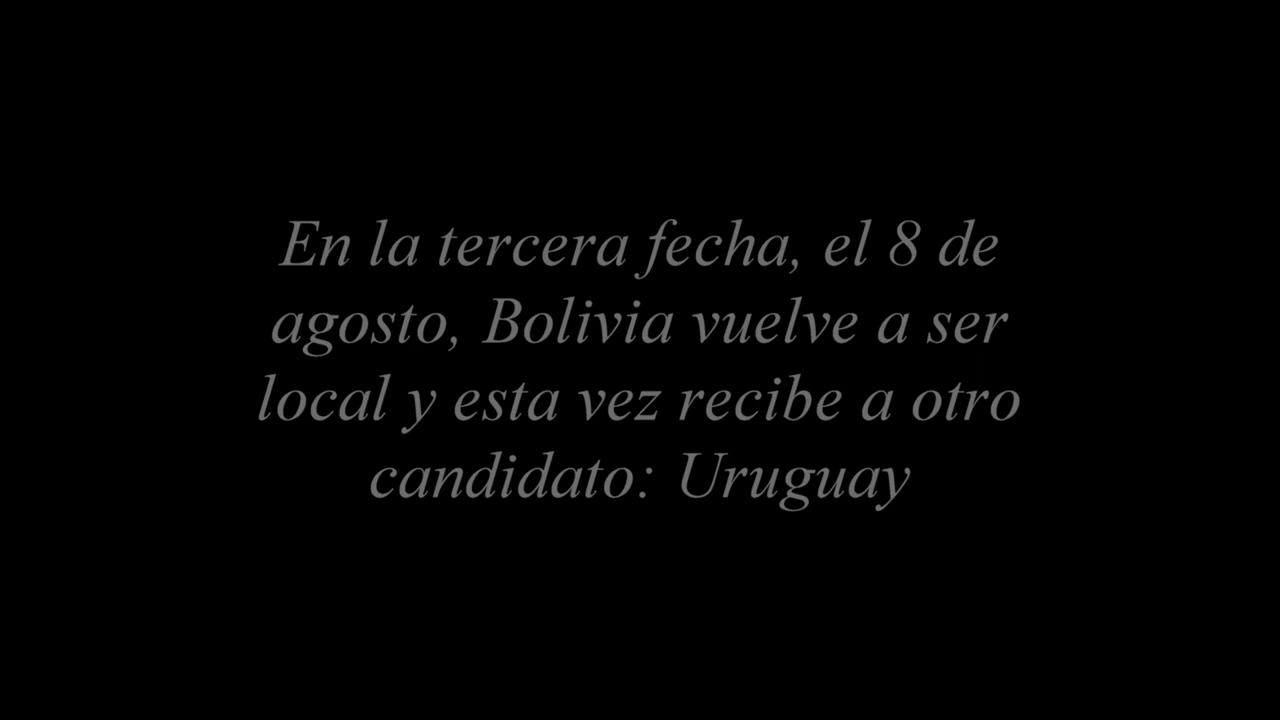 En la tercera fecha, el 8 de
agosto, Bolivia vuelve a ser
local y esta vez recibe a otro
candidato: Uruguay